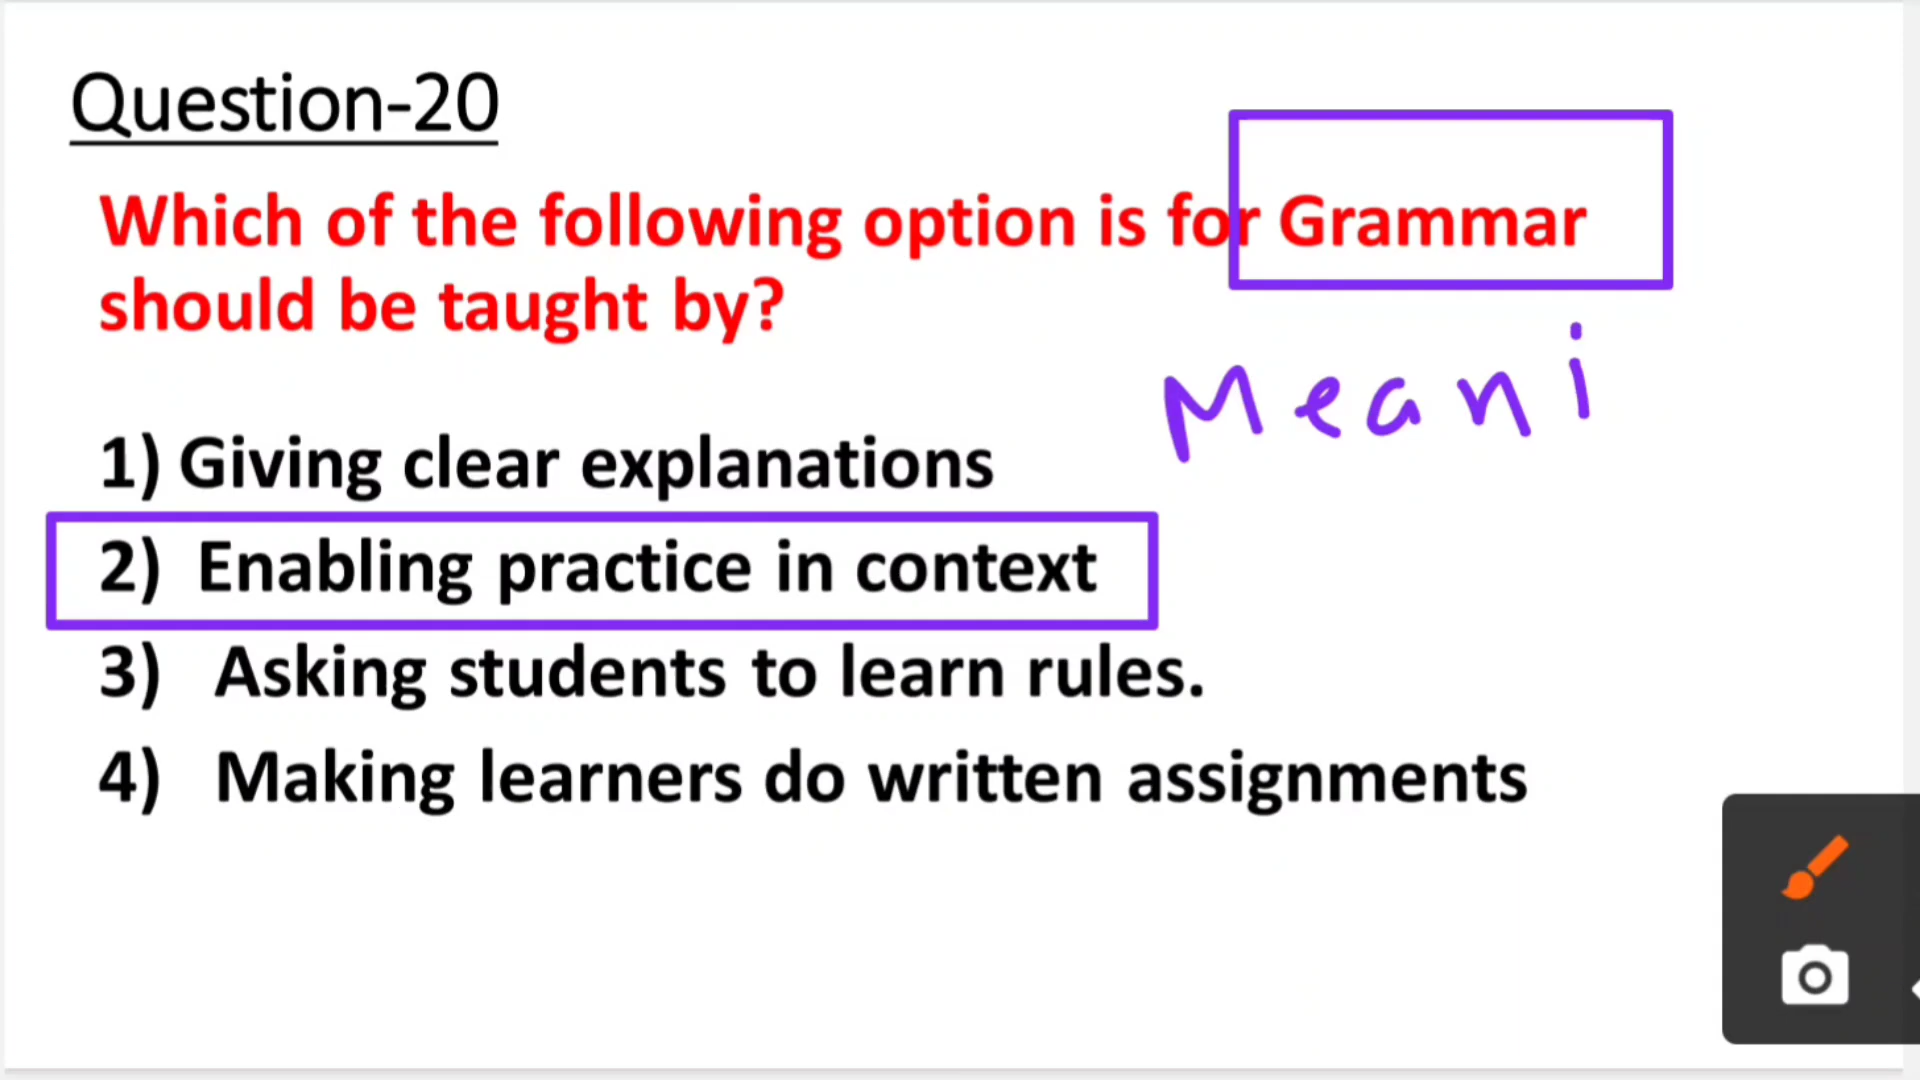 Question-20
Which of the following option is for Grammar
should be taught by?
Meani
1) Giving clear explanations
2) Enabling practice in context
3) Asking students to learn rules.
4) Making learners do written assignments